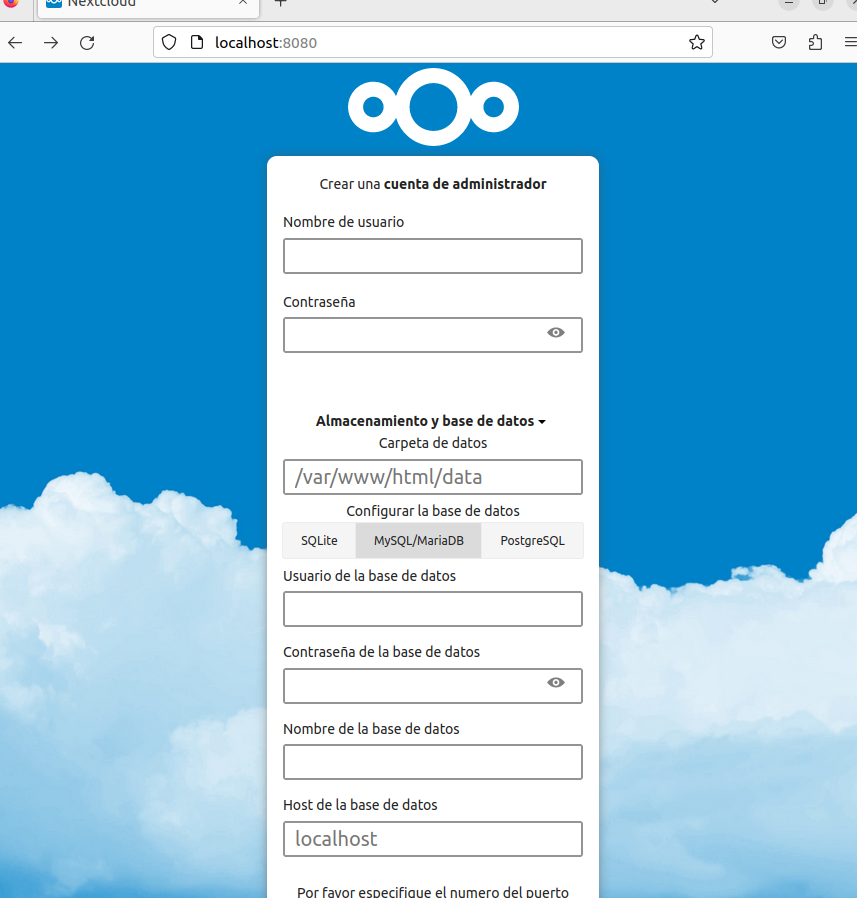 Nextcloud
localhost:8080
Crear una cuenta de administrador
Nombre de usuario
Contraseña
Almacenamiento y base de datos
Carpeta de datos
/var/www/html/data
Configurar la base de datos
SQLite MySQL/MariaDB PostgreSQL
Usuario de la base de datos
Contraseña de la base de datos
Nombre de la base de datos
Host de la base de datos
localhost
Por favor especifique el numero del puerto